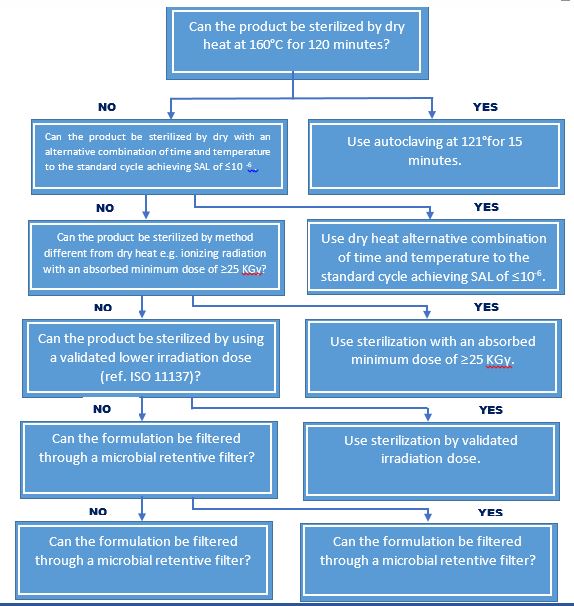 Can the product be sterilized by dry
heat at 160°C for 120 minutes?
NO
YES
Can the product be sterilized by dry with an
alternative combination of time and temperature
to the standard cycle achieving SAL of ≤10 -6.
Use autoclaving at 121°for 15
minutes.
NO
YES
Can the product be sterilized by method
different from dry heat e.g. ionizing radiation
with an absorbed minimum dose of ≥25 KGy?
Use dry heat alternative combination
of time and temperature to the
standard cycle achieving SAL of ≤10-6.
NO
YES
Can the product be sterilized by using
a validated lower irradiation dose
(ref. ISO 11137)?
Use sterilization with an absorbed
minimum dose of ≥25 KGy.
NO
YES
Can the formulation be filtered
through a microbial retentive filter?
Use sterilization by validated
irradiation dose.
NO
YES
Can the formulation be filtered
through a microbial retentive filter?
Can the formulation be filtered
through a microbial retentive filter?